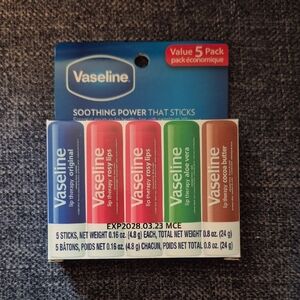 Value 5 Pack
pack économique
Vaseline
SOOTHING POWER THAT STICKS
Vaseline
lip therapy original
Vaseline
lip therapy rosy lips
Vaseline
lip therapy rosy lips
Vaseline
lip therapy aloe vera
Vaseline
lip therapy cocoa butter
EXP2028.03.23 MCE
5 STICKS, NET WEIGHT 0.16 oz. (4.8 g) EACH, TOTAL NET WEIGHT 0.8 oz. (24 g)
5 BÂTONS, POIDS NET 0.16 oz. (4.8 g) CHACUN, POIDS NET TOTAL 0.8 oz. (24 g)